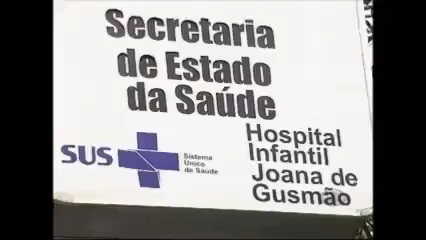 Secretaria
de Estado
da Saúde
SUS
Sistema
Único
de Saúde
Hospital
Infantil
Joana de
Gusmão